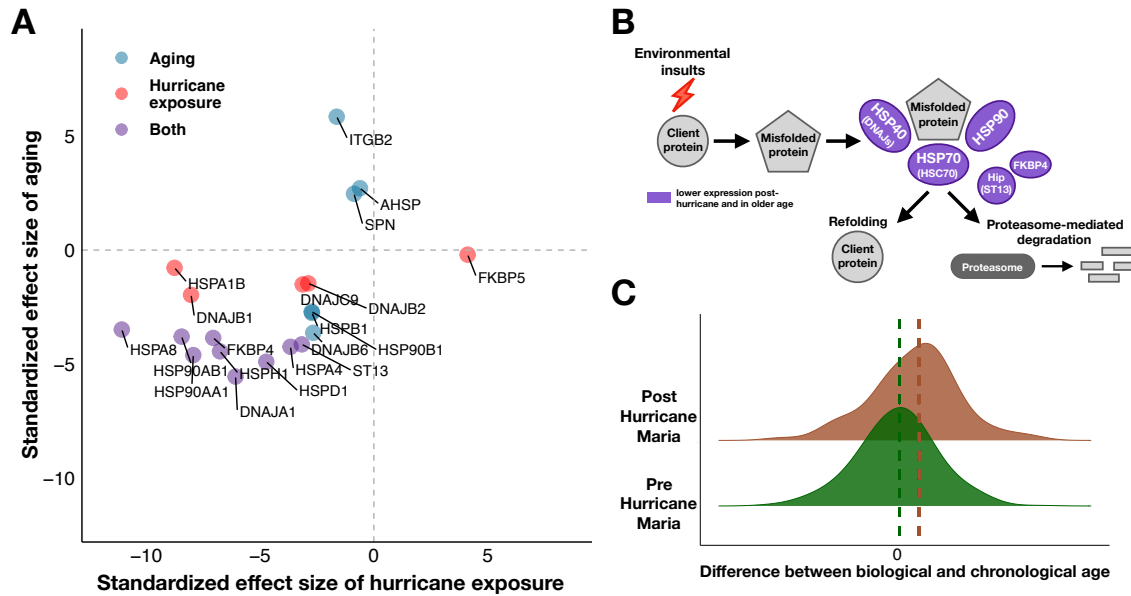 A
Aging
Hurricane
exposure
Both
Standardized effect size of aging
5
0
−5
−10
ITGB2
AHSP
SPN
FKBP5
HSPA1B
DNAJB1
DNAJC9
DNAJB2
HSPB1
HSP90B1
DNAJB6
HSPA8
FKBP4
HSP90AB1
HSPH1
HSPA4
ST13
HSP90AA1
HSPD1
DNAJA1
−10
−5
0
5
Standardized effect size of hurricane exposure
B
Environmental
insults
Client
protein
Misfolded
protein
Misfolded
protein
HSP40
(DNAJs)
HSP90
HSP70
(HSC70)
Hip
(ST13)
FKBP4
lower expression post-
hurricane and in older age
Refolding
Client
protein
Proteasome-mediated
degradation
Proteasome
C
Post
Hurricane
Maria
Pre
Hurricane
Maria
0
Difference between biological and chronological age